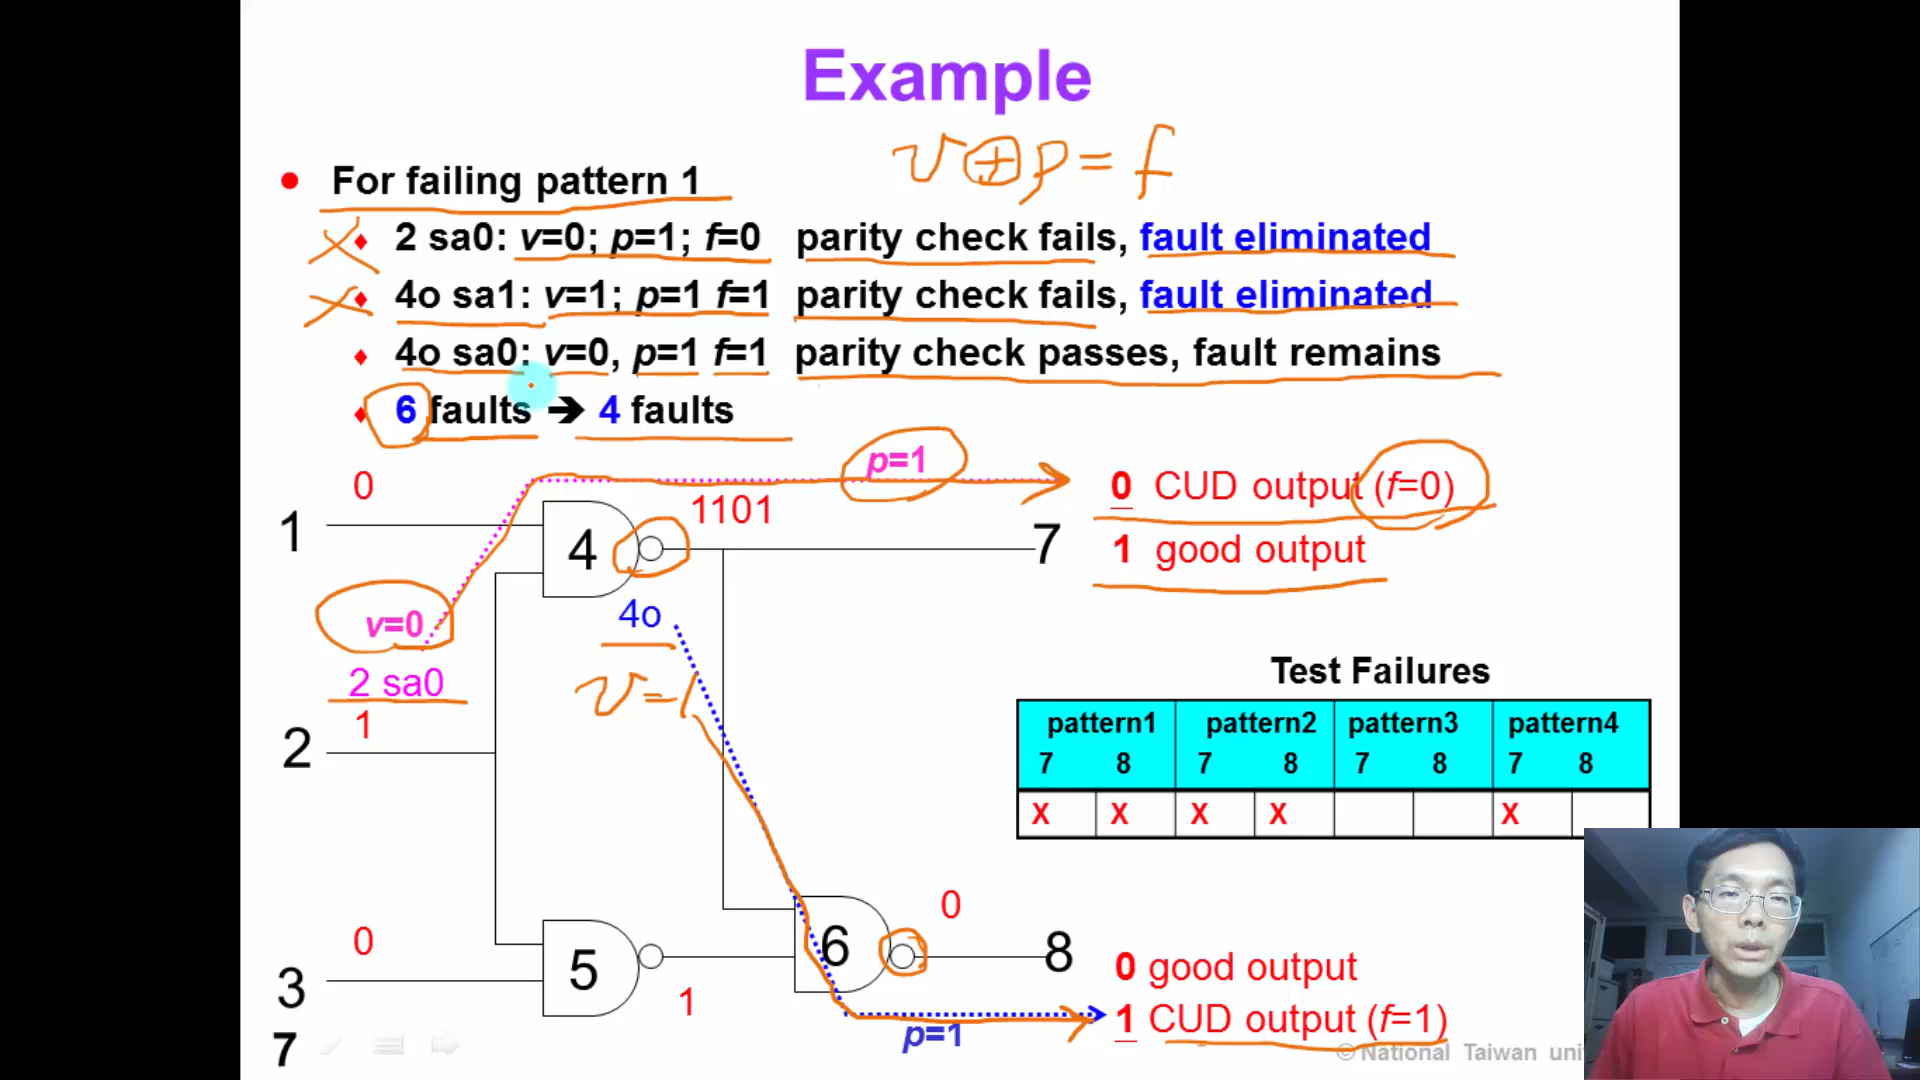 Example
v⊕p=f
• For failing pattern 1
♦ 2 sa0: v=0; p=1; f=0 parity check fails, fault eliminated
♦ 4o sa1: v=1; p=1 f=1 parity check fails, fault eliminated
♦ 4o sa0: v=0, p=1 f=1 parity check passes, fault remains
♦ 6 faults ➔ 4 faults
p=1
0
1101
0 CUD output (f=0)
1
4
7
1 good output
v=0
4o
2 sa0
v=1
1
2
Test Failures
pattern1 pattern2 pattern3 pattern4
7 8 7 8 7 8 7 8
X X X X X
0
0
3
5
1
6
8
0 good output
p=1
1 CUD output (f=1)
7
©National Taiwan uni